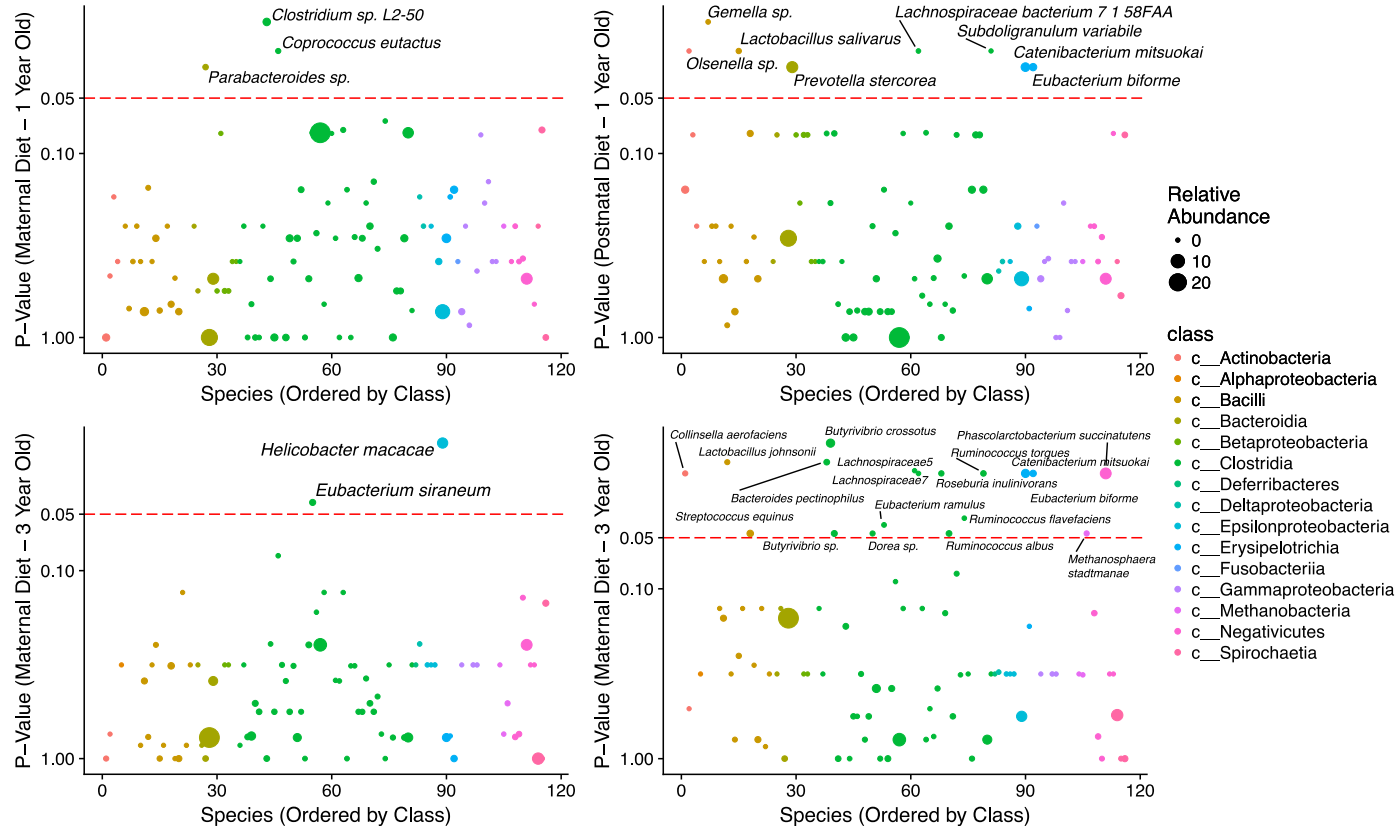 P−Value (Maternal Diet − 1 Year Old)
Clostridium sp. L2-50
Coprococcus eutactus
Parabacteroides sp.
0.05
0.10
1.00
0
30
60
90
120
Species (Ordered by Class)
P−Value (Postnatal Diet − 1 Year Old)
Gemella sp.
Lachnospiraceae bacterium 7 1 58FAA
Subdoligranulum variabile
Lactobacillus salivarus
Catenibacterium mitsuokai
Olsenella sp.
Prevotella stercorea
Eubacterium biforme
0.05
0.10
1.00
0
30
60
90
120
Species (Ordered by Class)
P−Value (Maternal Diet − 3 Year Old)
Helicobacter macacae
Eubacterium siraneum
0.05
0.10
1.00
0
30
60
90
120
Species (Ordered by Class)
P−Value (Maternal Diet − 3 Year Old)
Collinsella aerofaciens
Butyrivibrio crossotus
Phascolarctobacterium succinatutens
Lactobacillus johnsonii
Ruminococcus torques
Lachnospiraceae5
Catenibacterium mitsuokai
Lachnospiraceae7
Roseburia inulinivorans
Bacteroides pectinophilus
Eubacterium biforme
Eubacterium ramulus
Streptococcus equinus
Ruminococcus flavefaciens
Butyrivibrio sp.
Dorea sp.
Ruminococcus albus
Methanosphaera
stadtmanae
0.05
0.10
1.00
0
30
60
90
120
Species (Ordered by Class)
Relative
Abundance
0
10
20
class
c__Actinobacteria
c__Alphaproteobacteria
c__Bacilli
c__Bacteroidia
c__Betaproteobacteria
c__Clostridia
c__Deferribacteres
c__Deltaproteobacteria
c__Epsilonproteobacteria
c__Erysipelotrichia
c__Fusobacteriia
c__Gammaproteobacteria
c__Methanobacteria
c__Negativicutes
c__Spirochaetia